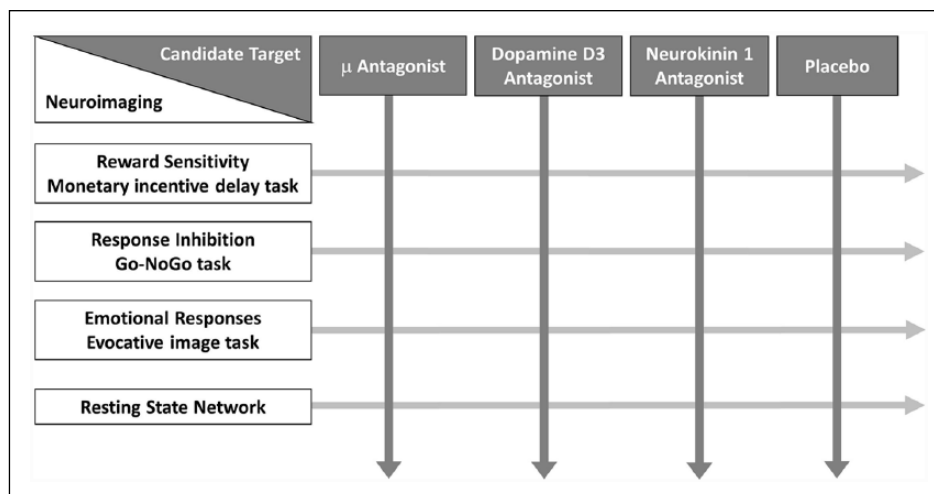 Candidate Target
Neuroimaging
μ Antagonist
Dopamine D3
Antagonist
Neurokinin 1
Antagonist
Placebo
Reward Sensitivity
Monetary incentive delay task
Response Inhibition
Go-NoGo task
Emotional Responses
Evocative image task
Resting State Network